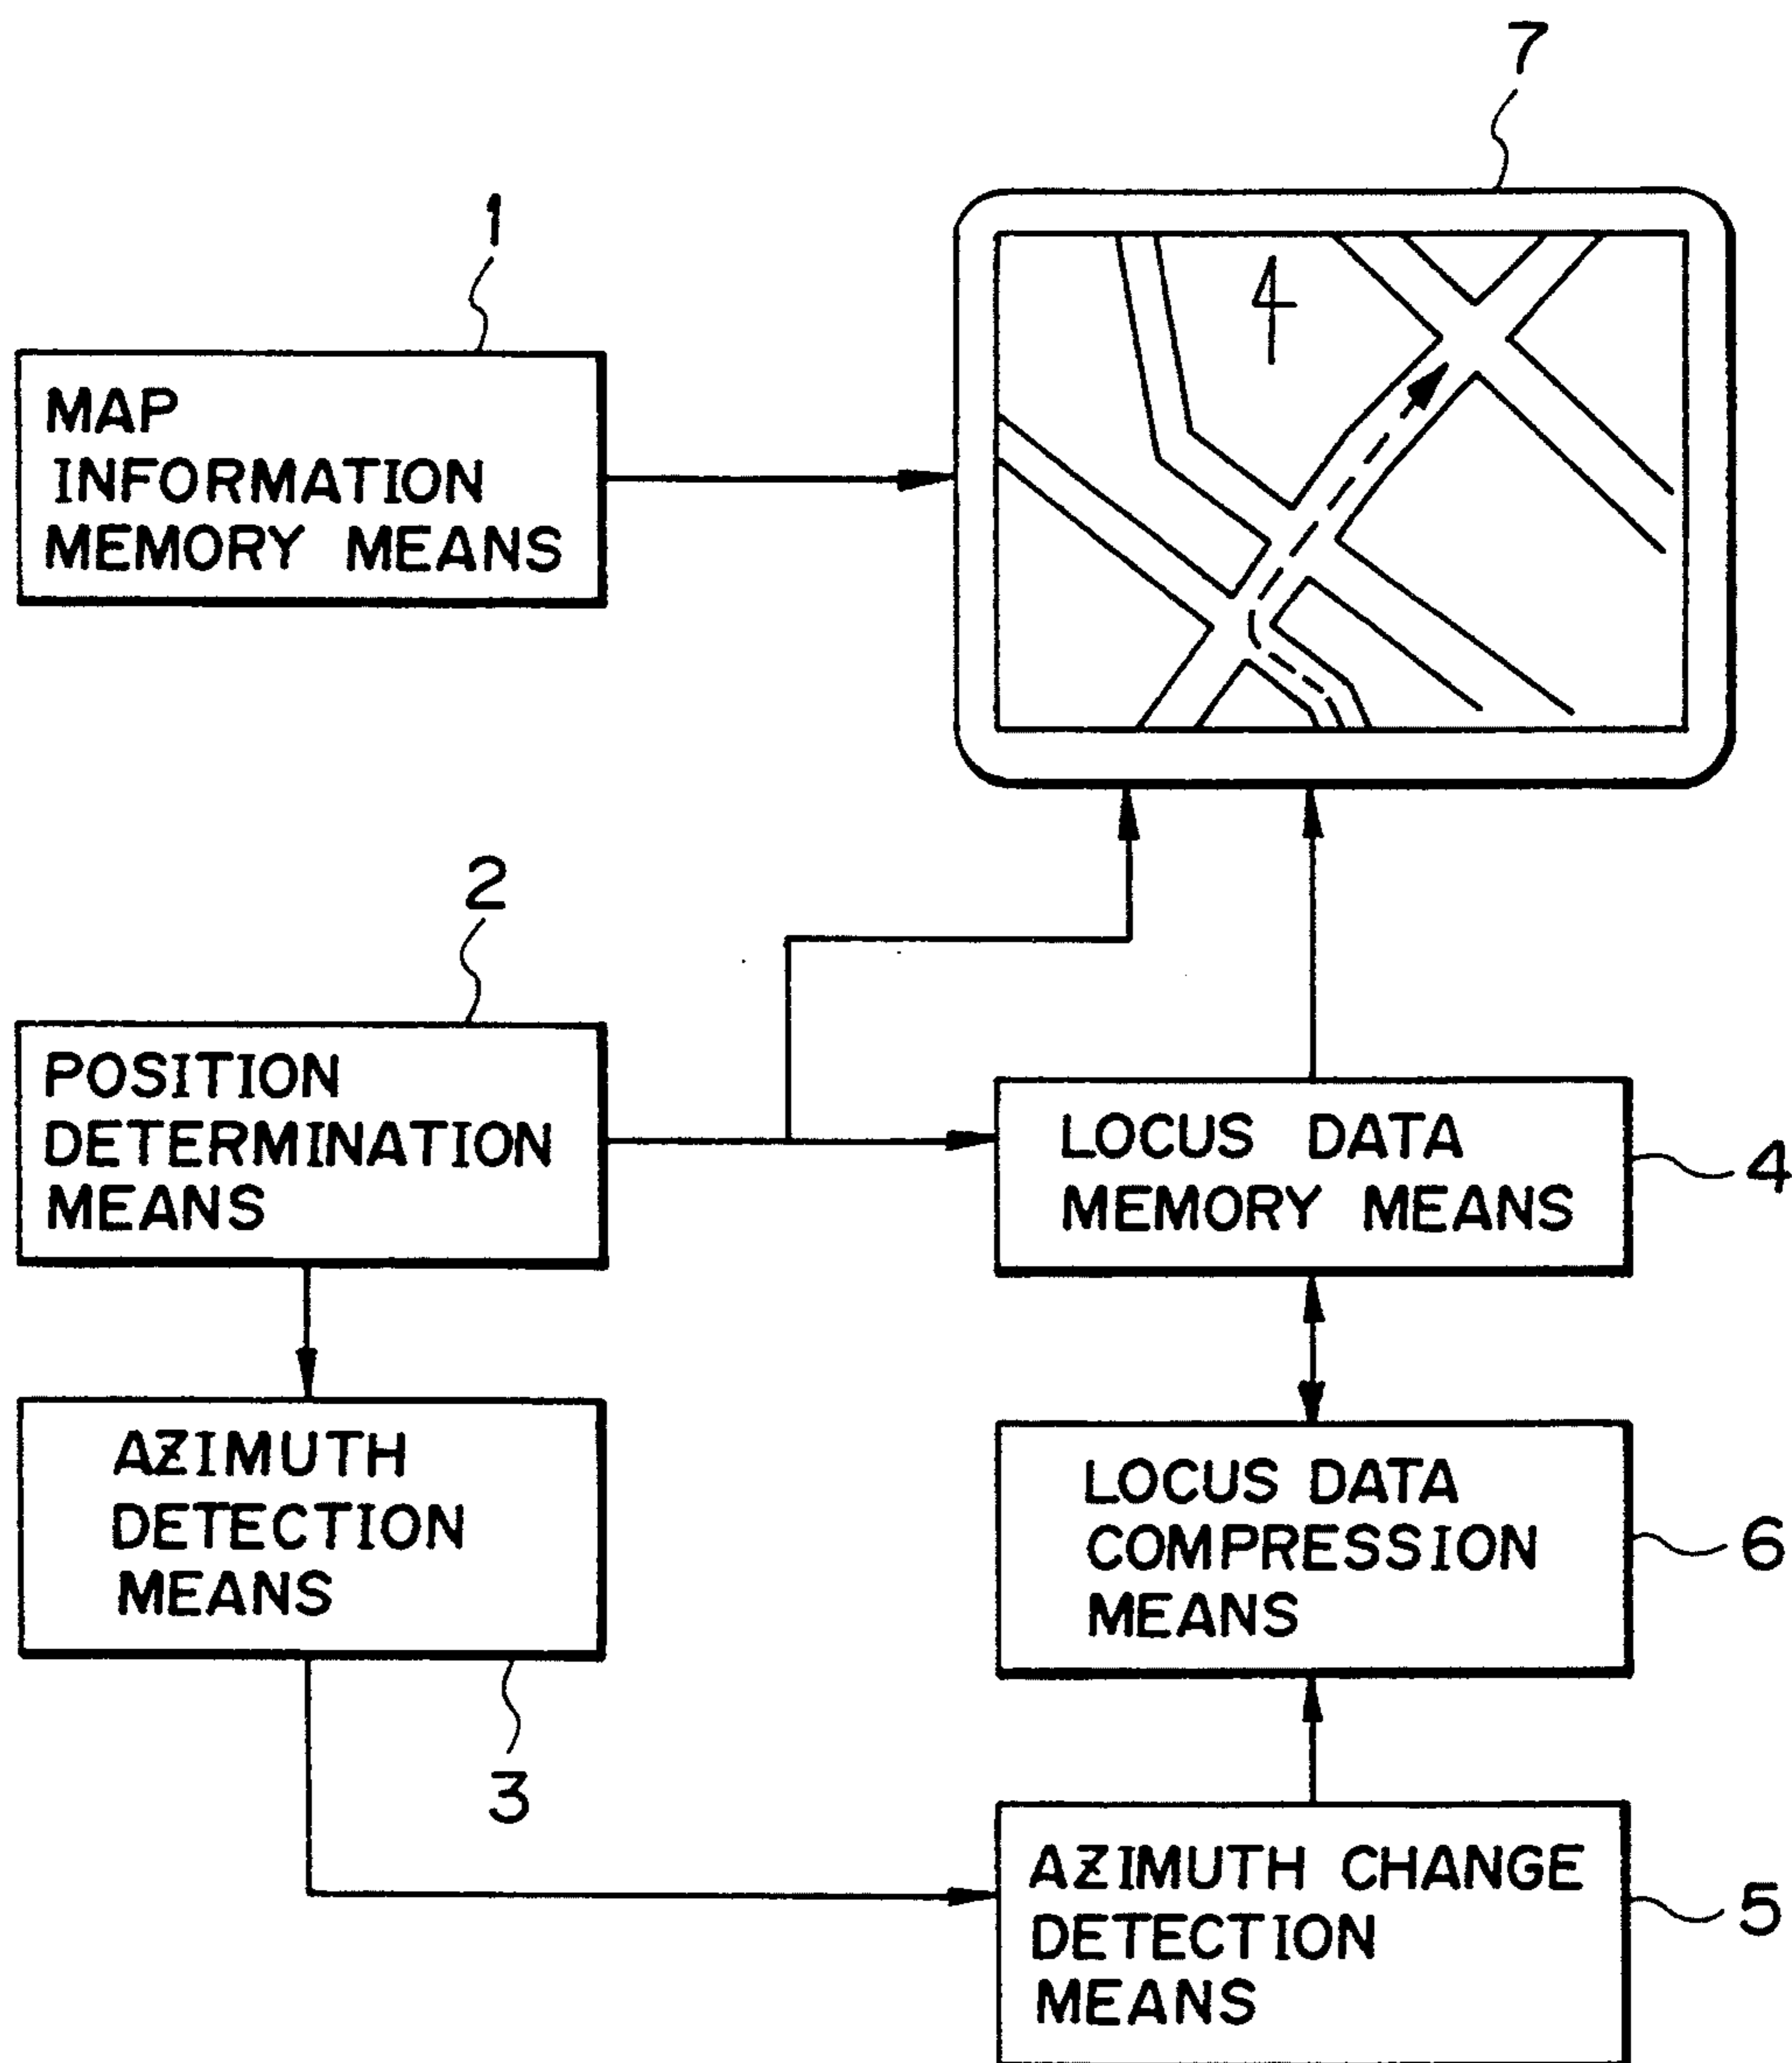 7
1
MAP
INFORMATION
MEMORY MEANS
2
POSITION
DETERMINATION
MEANS
LOCUS DATA
MEMORY MEANS
4
AZIMUTH
DETECTION
MEANS
3
LOCUS DATA
COMPRESSION
MEANS
6
AZIMUTH CHANGE
DETECTION
MEANS
5